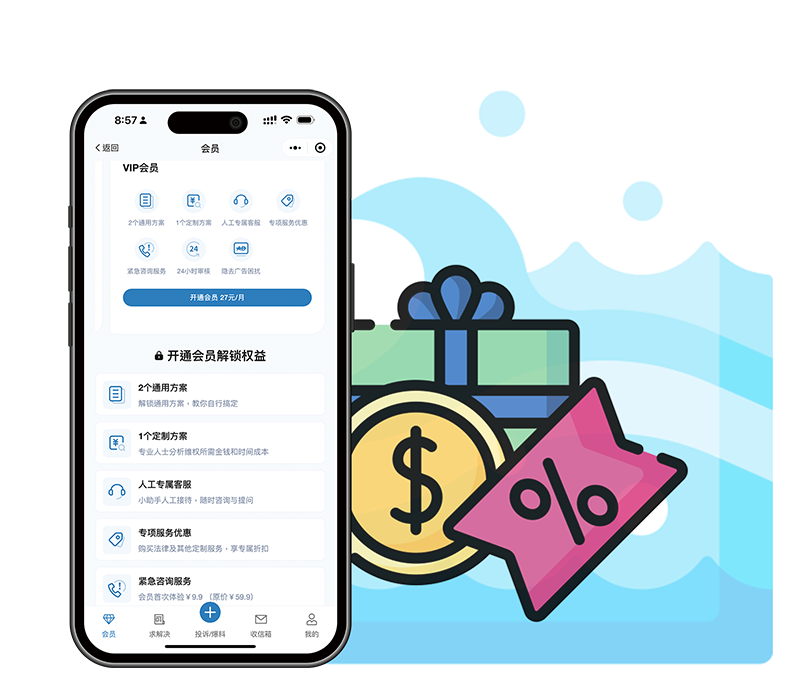 8:57
返回
会员
VIP会员
2个通用方案
1个定制方案
人工专属客服
专项服务优惠
24
紧急咨询服务
24小时审核
隐去广告困扰
开通会员 27元/月
开通会员解锁权益
2个通用方案
解锁通用方案,教你自行搞定
1个定制方案
专业人士分析维权所需金钱和时间成本
人工专属客服
小助手人工接待,随时咨询与提问
专项服务优惠
购买法律及其他定制服务,享专属折扣
紧急咨询服务
会员首次体验¥9.9 (原价¥59.9)
会员
求解决
投诉/爆料
收信箱
我的
$
%